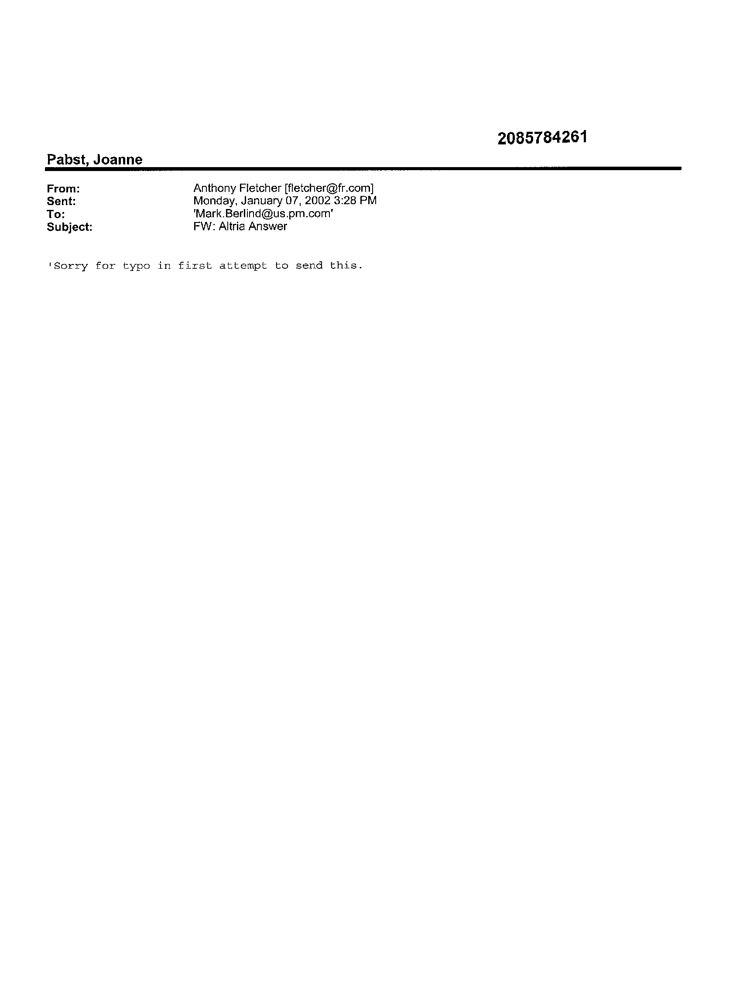 2085784261
Pabst, Joanne
From: Anthony Fletcher [fletcher@fr.com]
Sent: Monday, January 07, 2002 3:28 PM
To: 'Mark.Berlind@us.pm.com'
Subject: FW: Altria Answer
'Sorry for typo in first attempt to send this.